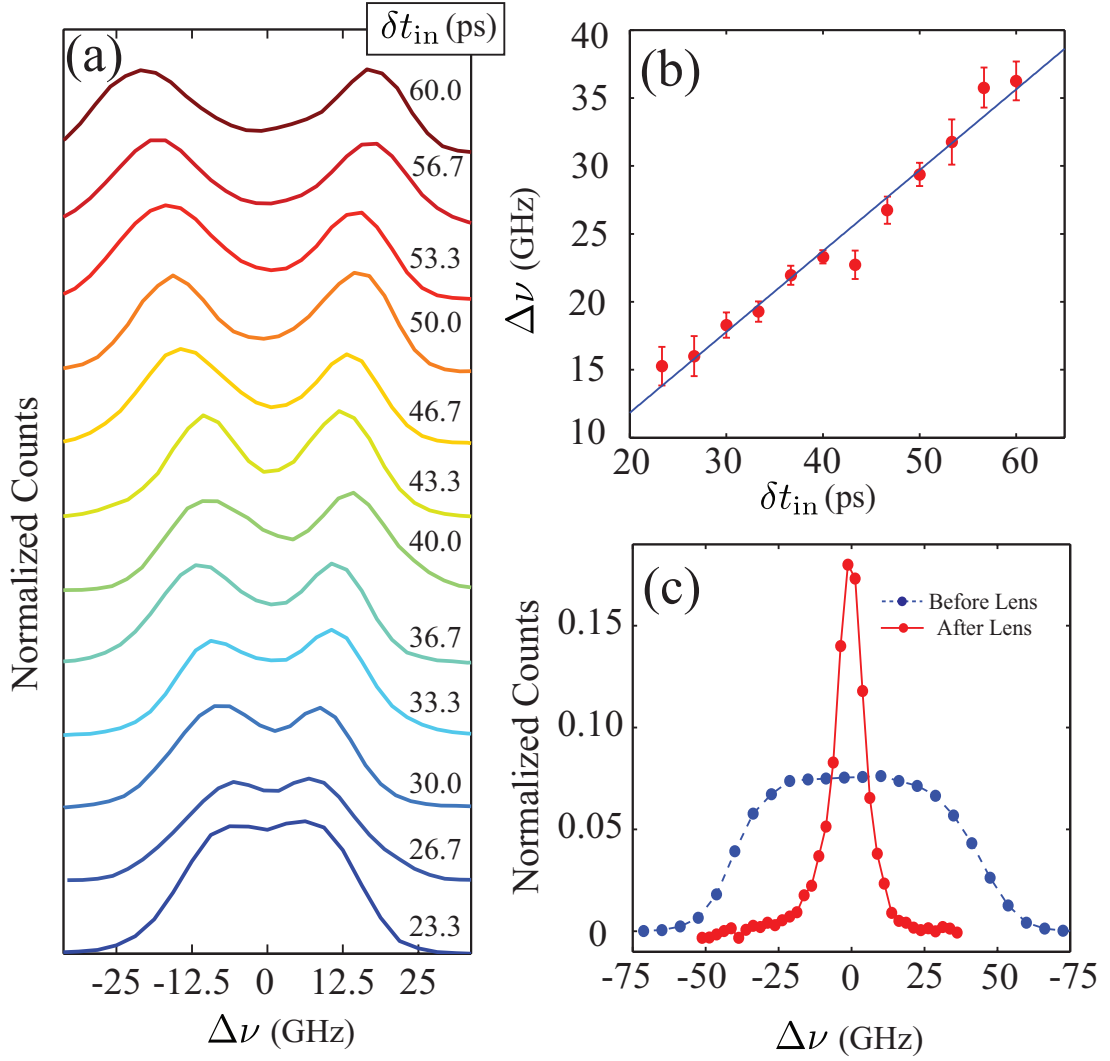 (a)
δt_in (ps)
60.0
56.7
53.3
50.0
46.7
43.3
40.0
36.7
33.3
30.0
26.7
23.3
Normalized Counts
-25 -12.5 0 12.5 25
Δν (GHz)
(b)
40
35
30
25
20
15
10
Δν (GHz)
20 30 40 50 60
δt_in (ps)
(c)
Before Lens
After Lens
0.15
0.10
0.05
0
Normalized Counts
-75 -50 -25 0 25 50 -75
Δν (GHz)